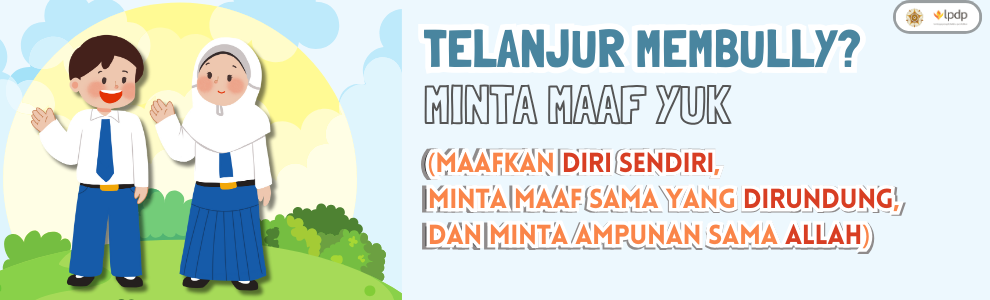 lpdp
TELANJUR MEMBULLY?
MINTA MAAF YUK
(MAAFKAN DIRI SENDIRI,
MINTA MAAF SAMA YANG DIRUNDUNG,
DAN MINTA AMPUNAN SAMA ALLAH)